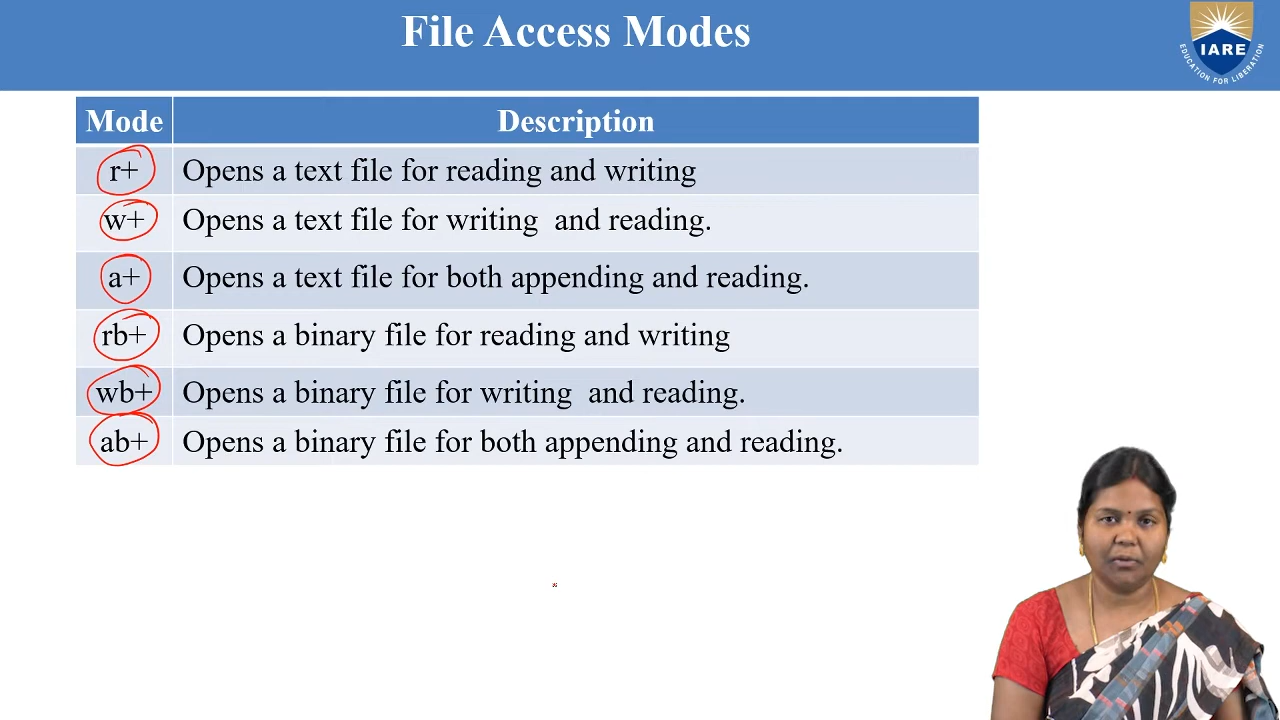 File Access Modes
IARE
EDUCATION FOR LIBERATION
Mode Description
r+ Opens a text file for reading and writing
w+ Opens a text file for writing and reading.
a+ Opens a text file for both appending and reading.
rb+ Opens a binary file for reading and writing
wb+ Opens a binary file for writing and reading.
ab+ Opens a binary file for both appending and reading.